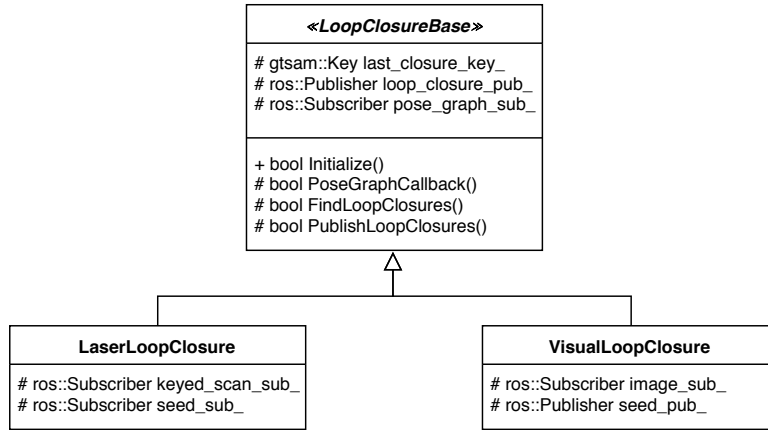 «LoopClosureBase»
# gtsam::Key last_closure_key_
# ros::Publisher loop_closure_pub_
# ros::Subscriber pose_graph_sub_
+ bool Initialize()
# bool PoseGraphCallback()
# bool FindLoopClosures()
# bool PublishLoopClosures()
LaserLoopClosure
# ros::Subscriber keyed_scan_sub_
# ros::Subscriber seed_sub_
VisualLoopClosure
# ros::Subscriber image_sub_
# ros::Publisher seed_pub_